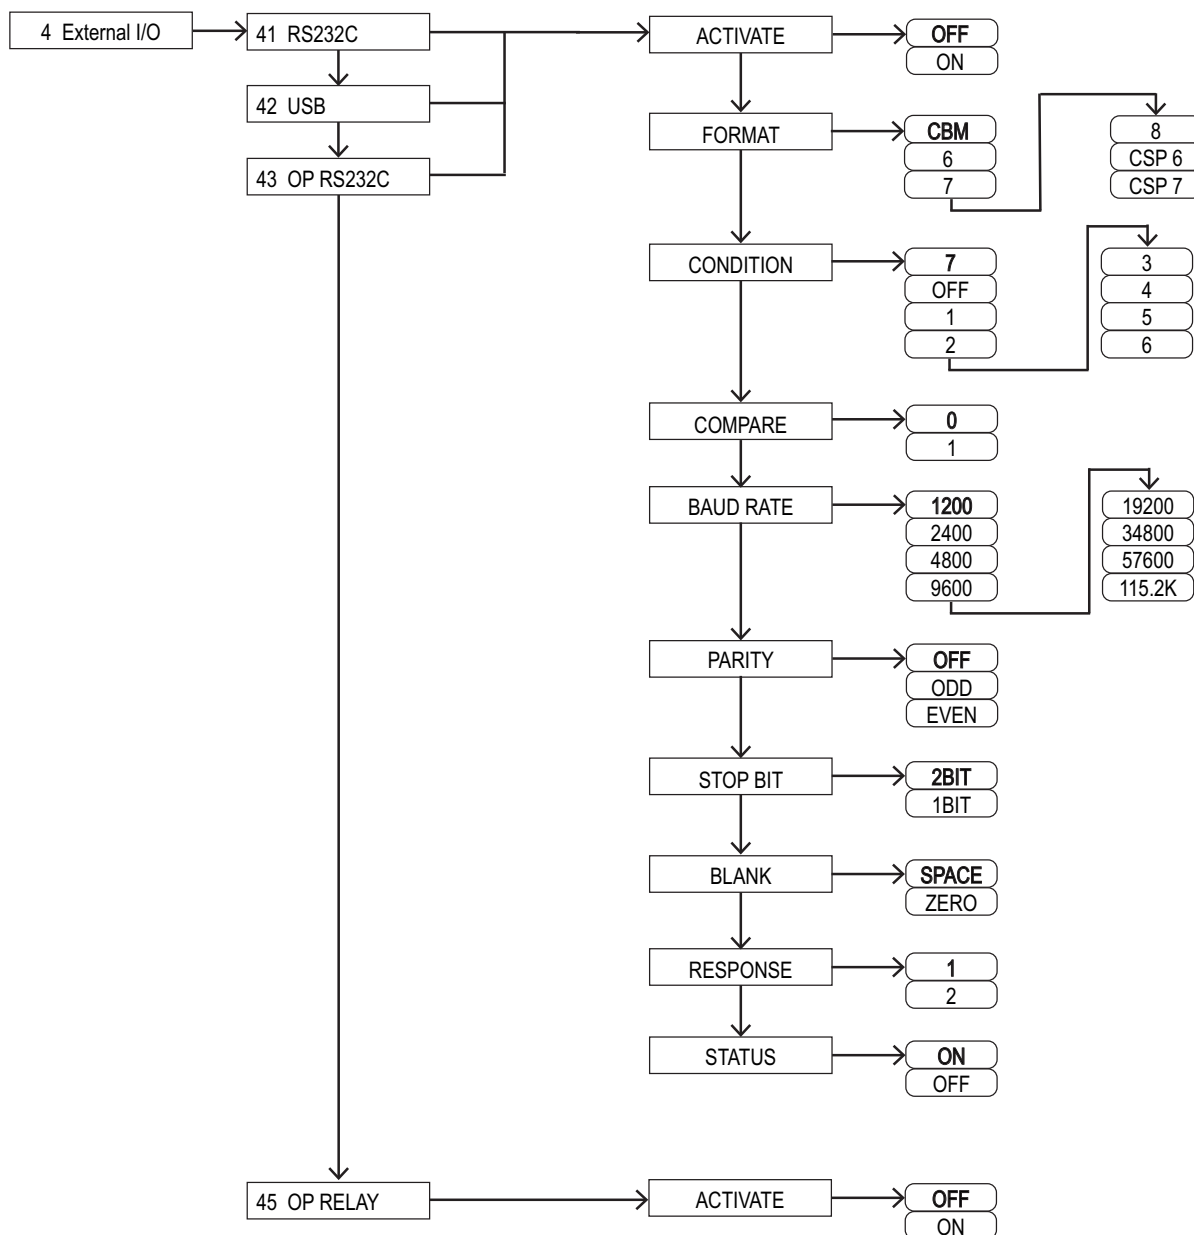 4 External I/O
41 RS232C
ACTIVATE
OFF
ON
42 USB
43 OP RS232C
FORMAT
CBM
6
7
8
CSP 6
CSP 7
CONDITION
7
OFF
1
2
3
4
5
6
COMPARE
0
1
BAUD RATE
1200
2400
4800
9600
19200
34800
57600
115.2K
PARITY
OFF
ODD
EVEN
STOP BIT
2BIT
1BIT
BLANK
SPACE
ZERO
RESPONSE
1
2
STATUS
ON
OFF
45 OP RELAY
ACTIVATE
OFF
ON